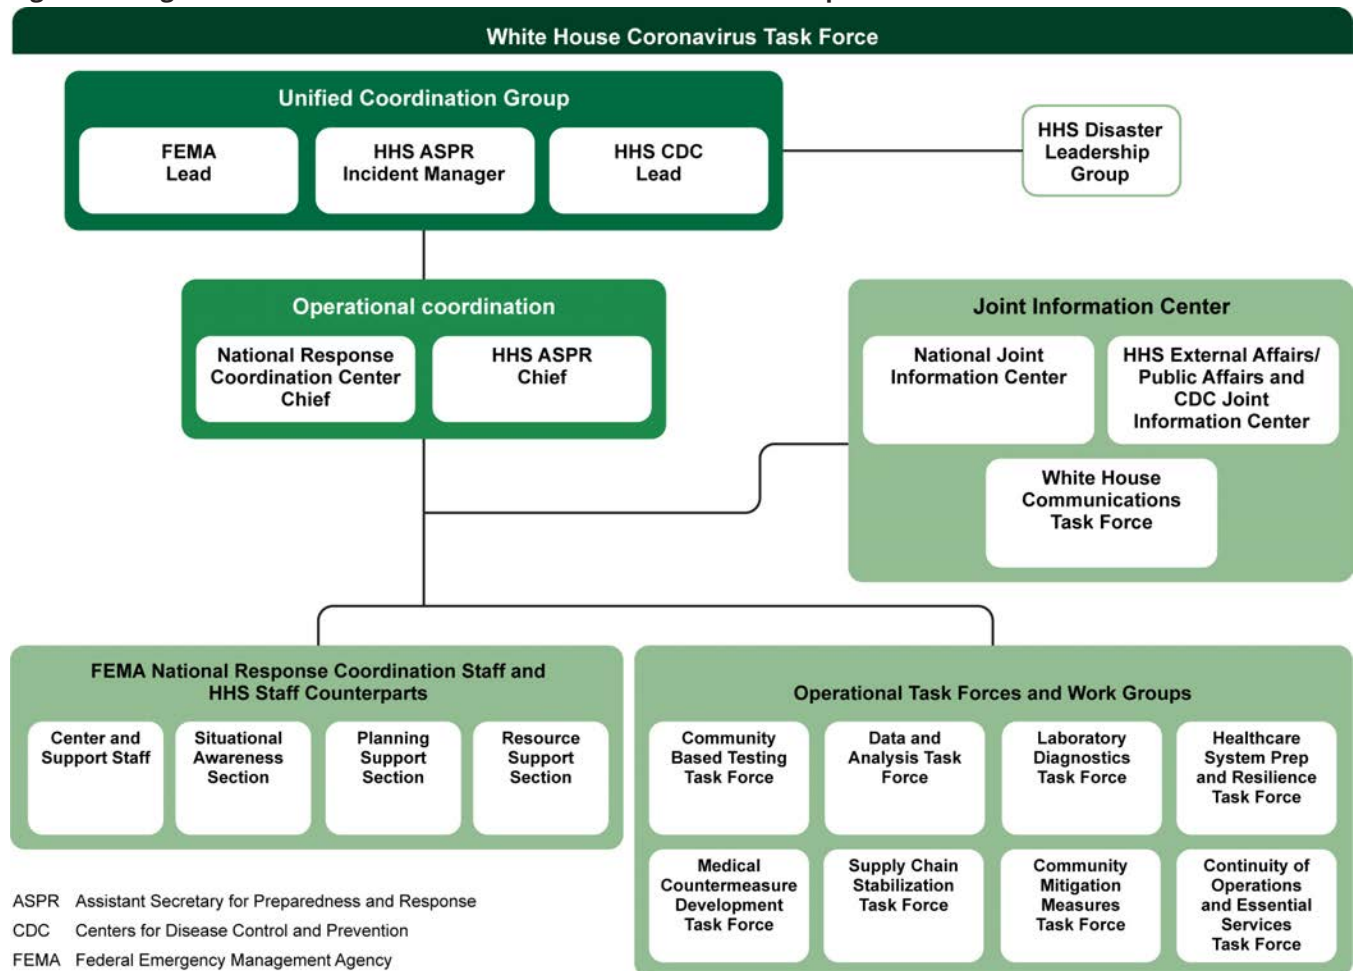 White House Coronavirus Task Force
Unified Coordination Group
FEMA
Lead
HHS ASPR
Incident Manager
HHS CDC
Lead
HHS Disaster
Leadership
Group
Operational coordination
National Response
Coordination Center
Chief
HHS ASPR
Chief
Joint Information Center
National Joint
Information Center
HHS External Affairs/
Public Affairs and
CDC Joint
Information Center
White House
Communications
Task Force
FEMA National Response Coordination Staff and
HHS Staff Counterparts
Center and
Support Staff
Situational
Awareness
Section
Planning
Support
Section
Resource
Support
Section
Operational Task Forces and Work Groups
Community
Based Testing
Task Force
Data and
Analysis Task
Force
Laboratory
Diagnostics
Task Force
Healthcare
System Prep
and Resilience
Task Force
Medical
Countermeasure
Development
Task Force
Supply Chain
Stabilization
Task Force
Community
Mitigation
Measures
Task Force
Continuity of
Operations
and Essential
Services
Task Force
ASPR Assistant Secretary for Preparedness and Response
CDC Centers for Disease Control and Prevention
FEMA Federal Emergency Management Agency